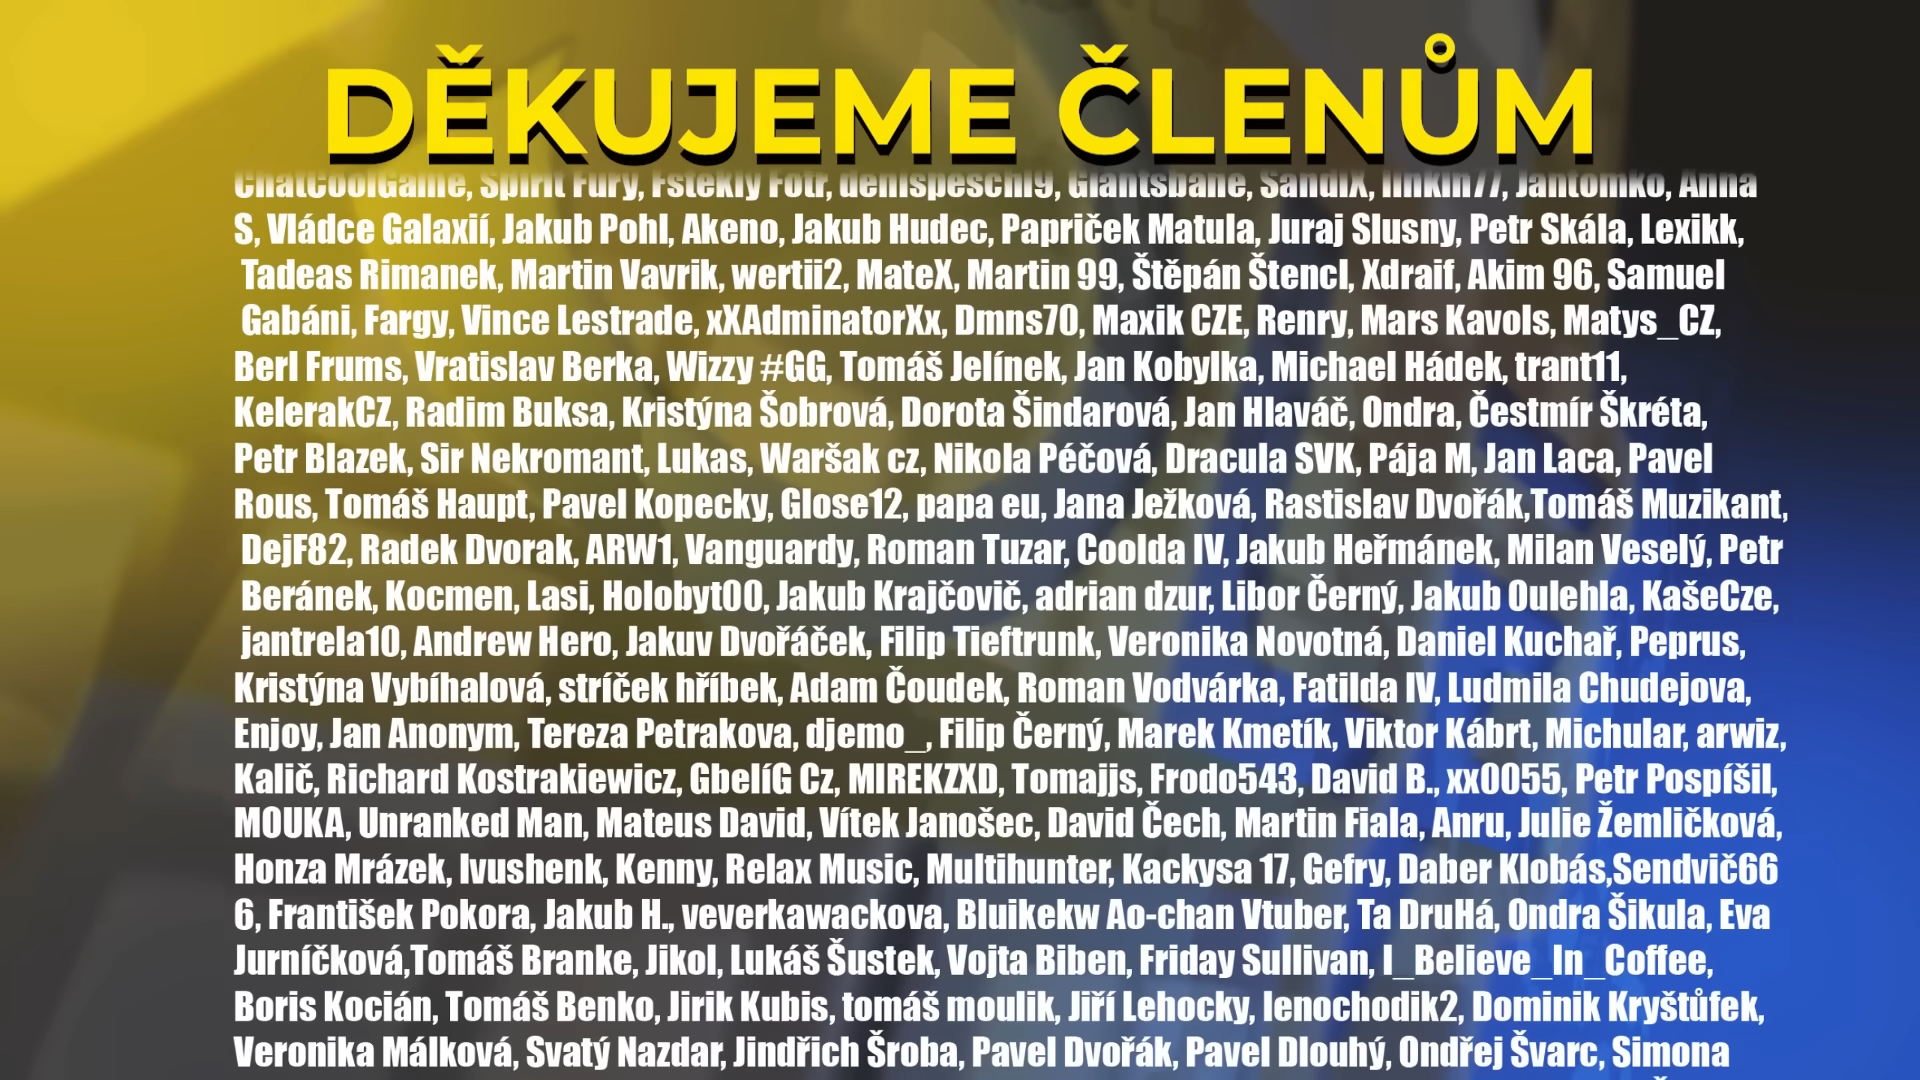 DĚKUJEME ČLENŮM
ChatCoolGame, Spirit Fury, Fstekly Fotr, denispeschl9, Giantsbane, SandiX, linkin77, Jantomko, Anna
S, Vládce Galaxií, Jakub Pohl, Akeno, Jakub Hudec, Papriček Matula, Juraj Slusny, Petr Skála, Lexikk,
Tadeas Rimanek, Martin Vavrik, wertii2, MateX, Martin 99, Štěpán Štencl, Xdraif, Akim 96, Samuel
Gabáni, Fargy, Vince Lestrade, xXAdminatorXx, Dmns70, Maxik CZE, Renry, Mars Kavols, Matys_CZ,
Berl Frums, Vratislav Berka, Wizzy #GG, Tomáš Jelínek, Jan Kobylka, Michael Hádek, trant11,
KelerakCZ, Radim Buksa, Kristýna Šobrová, Dorota Šindarová, Jan Hlaváč, Ondra, Čestmír Škréta,
Petr Blazek, Sir Nekromant, Lukas, Waršak cz, Nikola Péčová, Dracula SVK, Pája M, Jan Laca, Pavel
Rous, Tomáš Haupt, Pavel Kopecky, Glose12, papa eu, Jana Ježková, Rastislav Dvořák,Tomáš Muzikant,
DejF82, Radek Dvorak, ARW1, Vanguardy, Roman Tuzar, Coolda IV, Jakub Heřmánek, Milan Veselý, Petr
Beránek, Kocmen, Lasi, Holobyt00, Jakub Krajčovič, adrian dzur, Libor Černý, Jakub Oulehla, KašeCze,
jantrela10, Andrew Hero, Jakuv Dvořáček, Filip Tieftrunk, Veronika Novotná, Daniel Kuchař, Peprus,
Kristýna Vybíhalová, stríček hříbek, Adam Čoudek, Roman Vodvárka, Fatilda IV, Ludmila Chudejova,
Enjoy, Jan Anonym, Tereza Petrakova, djemo_, Filip Černý, Marek Kmetík, Viktor Kábrt, Michular, arwiz,
Kalič, Richard Kostrakiewicz, GbelíG Cz, MIREKZXD, Tomajjs, Frodo543, David B., xx0055, Petr Pospíšil,
MOUKA, Unranked Man, Mateus David, Vítek Janošec, David Čech, Martin Fiala, Anru, Julie Žemličková,
Honza Mrázek, Ivushenk, Kenny, Relax Music, Multihunter, Kackysa 17, Gefry, Daber Klobás,Sendvič66
6, František Pokora, Jakub H., veverkawackova, Bluikekw Ao-chan Vtuber, Ta DruHá, Ondra Šikula, Eva
Jurníčková,Tomáš Branke, Jikol, Lukáš Šustek, Vojta Biben, Friday Sullivan, I_Believe_In_Coffee,
Boris Kocián, Tomáš Benko, Jirik Kubis, tomáš moulik, Jiří Lehocky, lenochodik2, Dominik Kryštůfek,
Veronika Málková, Svatý Nazdar, Jindřich Šroba, Pavel Dvořák, Pavel Dlouhý, Ondřej Švarc, Simona